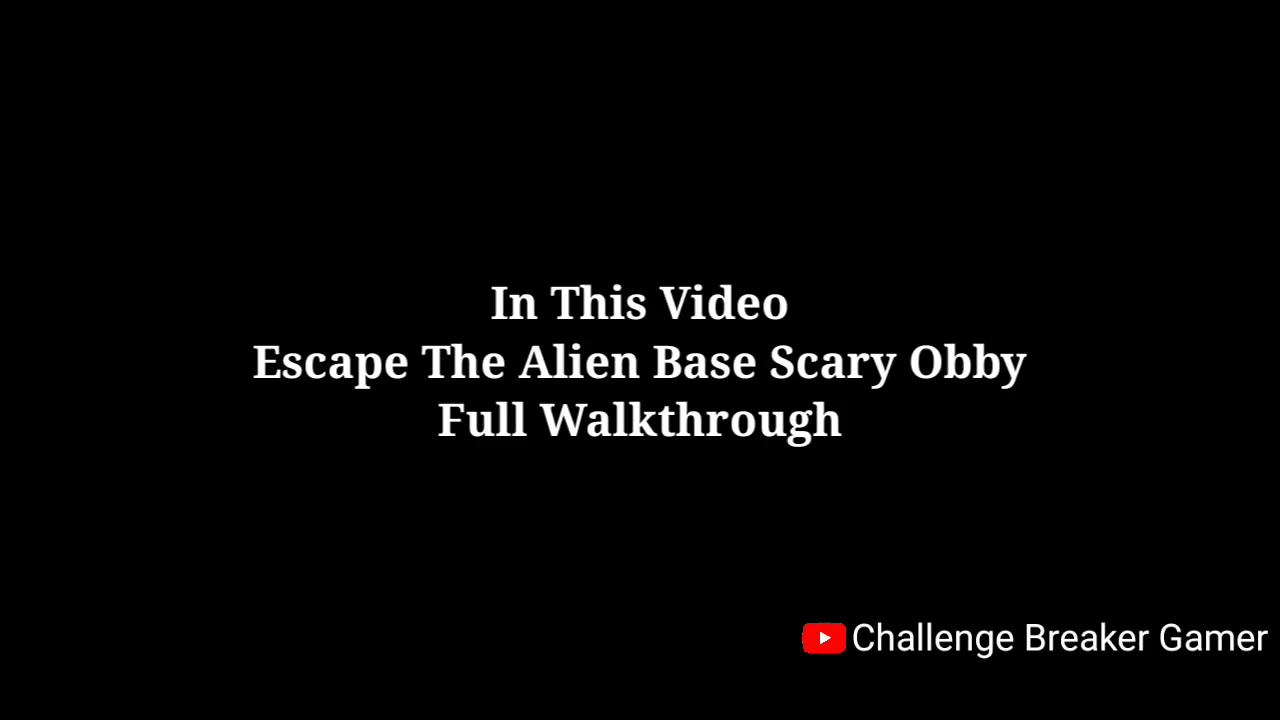 In This Video
Escape The Alien Base Scary Obby
Full Walkthrough
Challenge Breaker Gamer